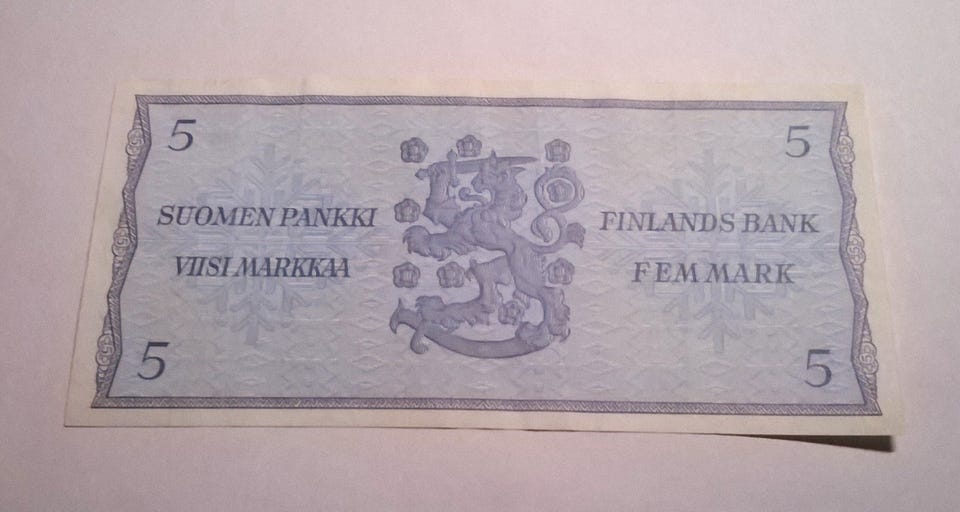 5
5
SUOMEN PANKKI
VIISI MARKKAA
FINLANDS BANK
FEM MARK
5
5